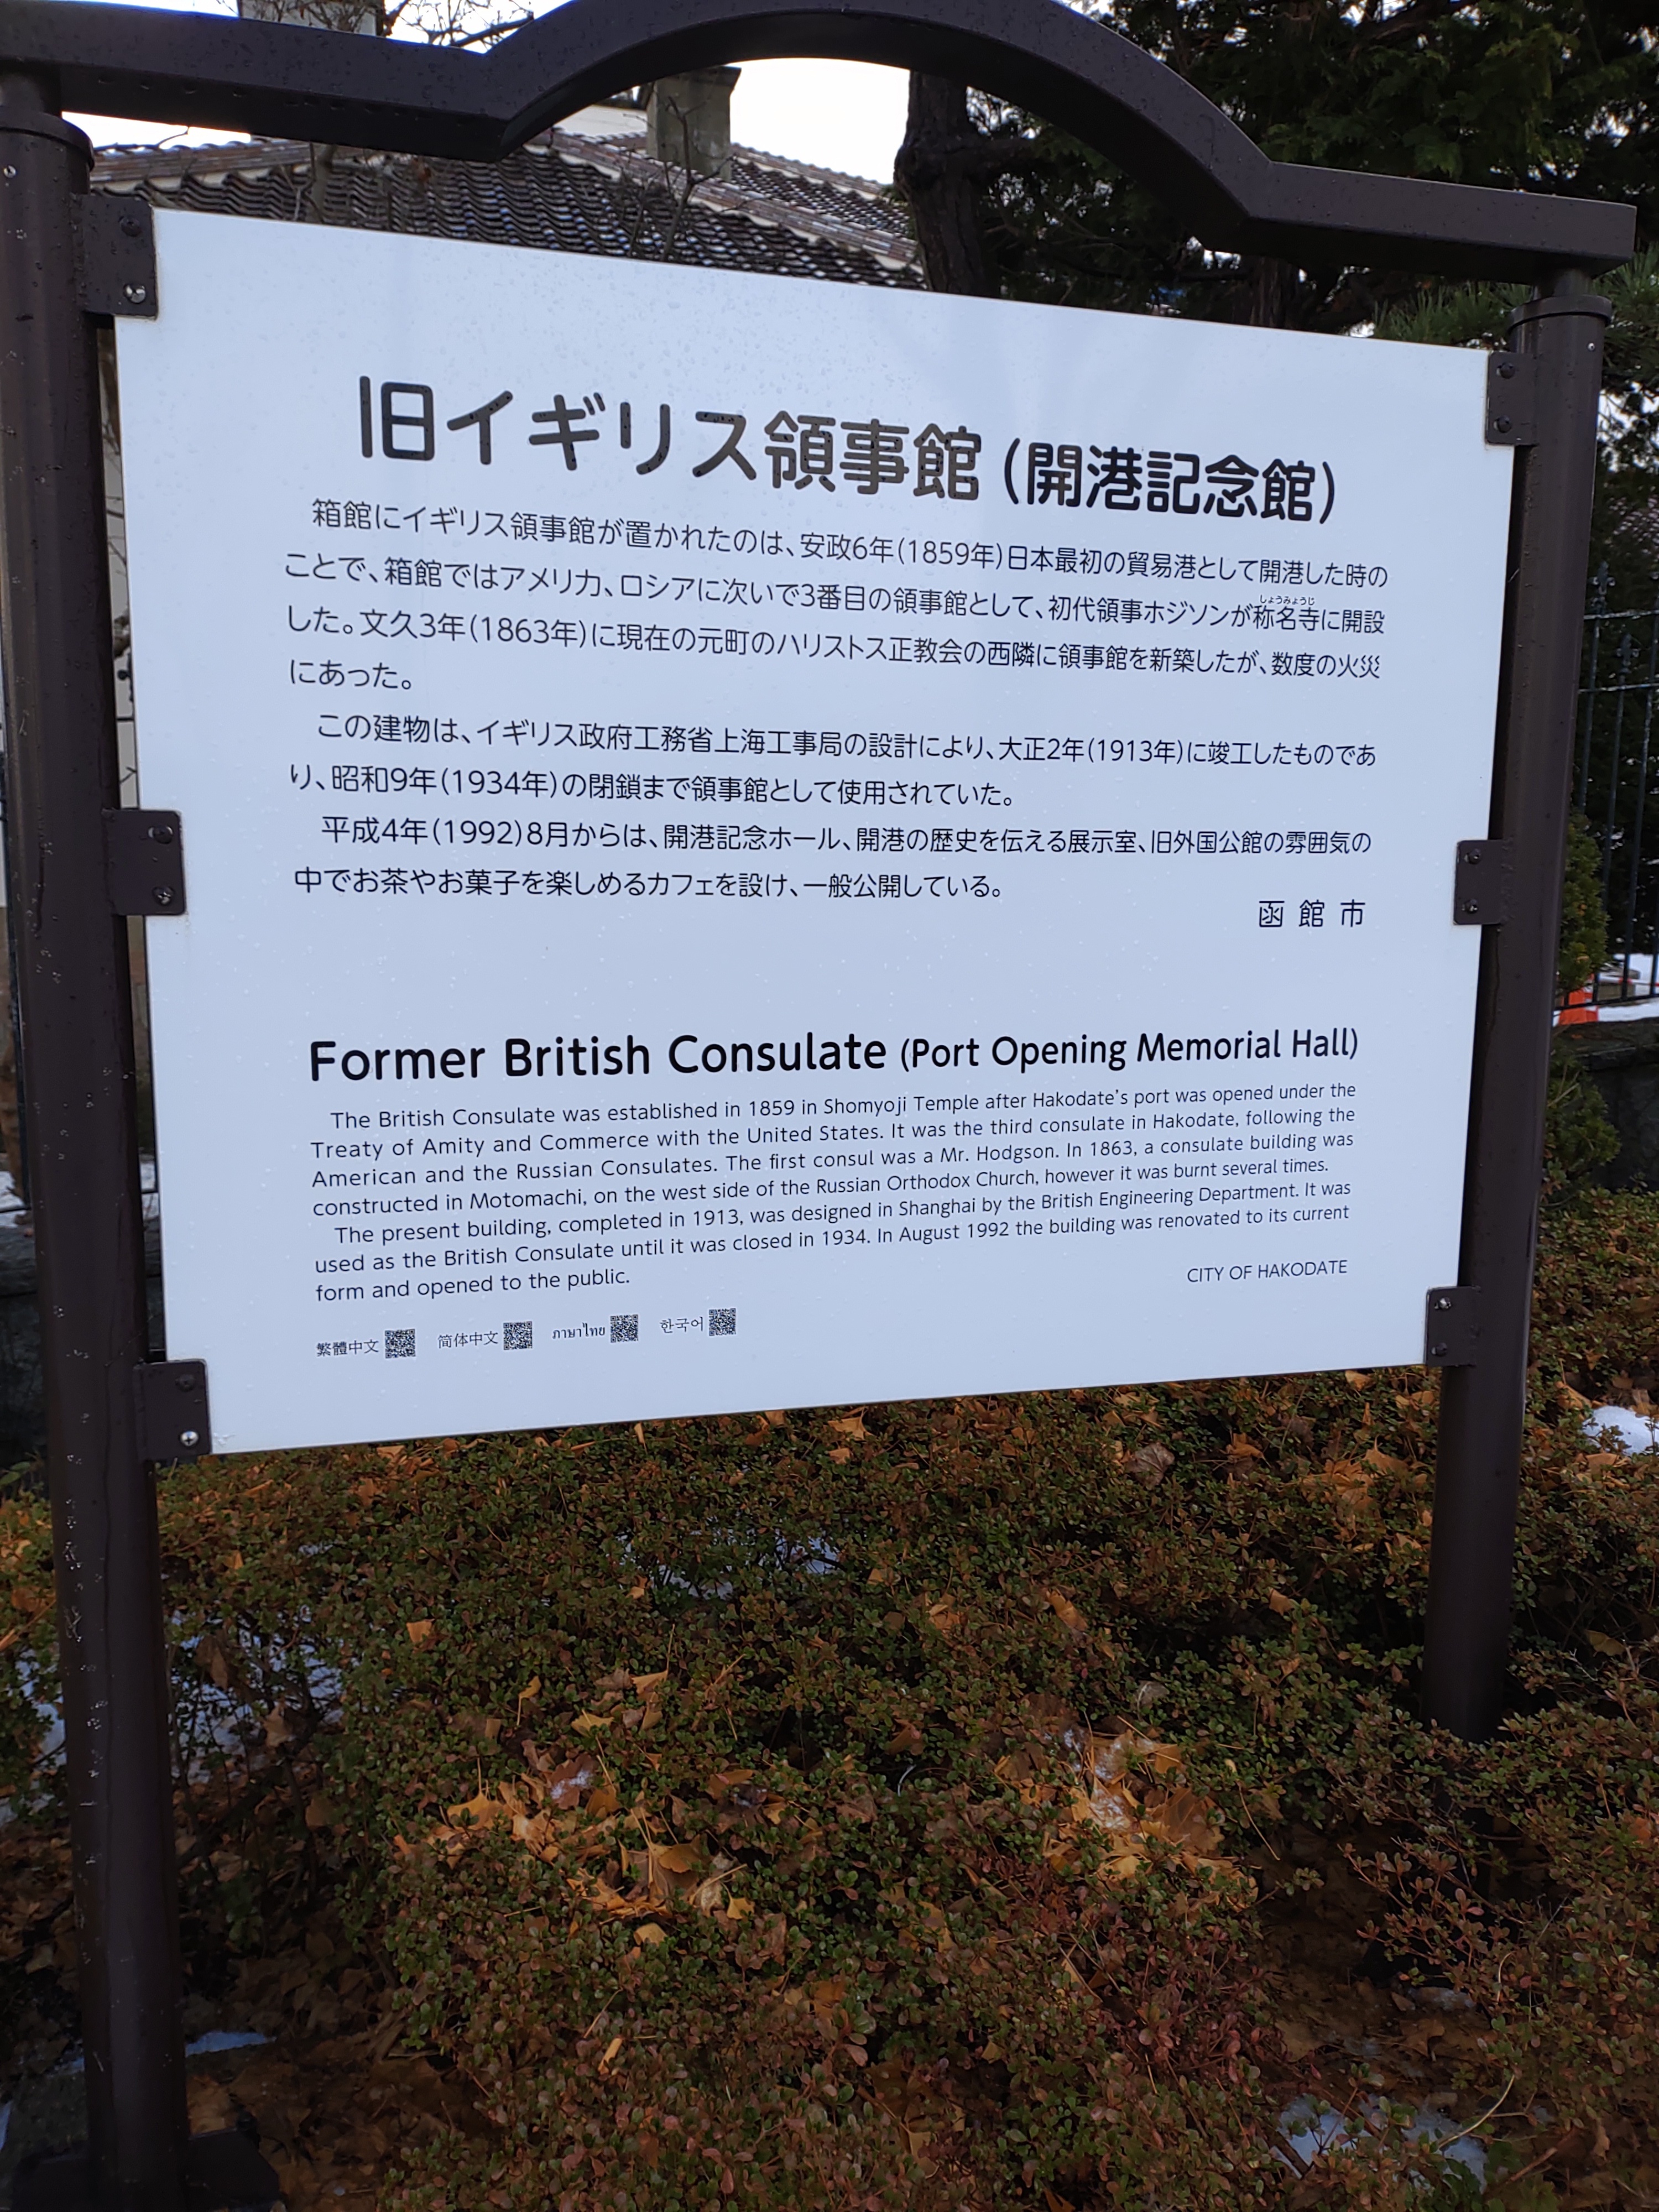 旧イギリス領事館(開港記念館)
箱館にイギリス領事館が置かれたのは、安政6年(1859年)日本最初の貿易港として開港した時の
ことで、箱館ではアメリカ、ロシアに次いで3番目の領事館として、初代領事ホジソンが称名寺に開設
しょうみょうじ
した。文久3年(1863年)に現在の元町のハリストス正教会の西隣に領事館を新築したが、数度の火災
にあった。
この建物は、イギリス政府工務省上海工事局の設計により、大正2年(1913年)に竣工したものであ
り、昭和9年(1934年)の閉鎖まで領事館として使用されていた。
平成4年(1992)8月からは、開港記念ホール、開港の歴史を伝える展示室、旧外国公館の雰囲気の
中でお茶やお菓子を楽しめるカフェを設け、一般公開している。
函館市
Former British Consulate (Port Opening Memorial Hall)
The British Consulate was established in 1859 in Shomyoji Temple after Hakodate's port was opened under the
Treaty of Amity and Commerce with the United States. It was the third consulate in Hakodate, following the
American and the Russian Consulates. The first consul was a Mr. Hodgson. In 1863, a consulate building was
constructed in Motomachi, on the west side of the Russian Orthodox Church, however it was burnt several times.
The present building, completed in 1913, was designed in Shanghai by the British Engineering Department. It was
used as the British Consulate until it was closed in 1934. In August 1992 the building was renovated to its current
form and opened to the public.
CITY OF HAKODATE
繁體中文 简体中文 ภาษาไทย 한국어